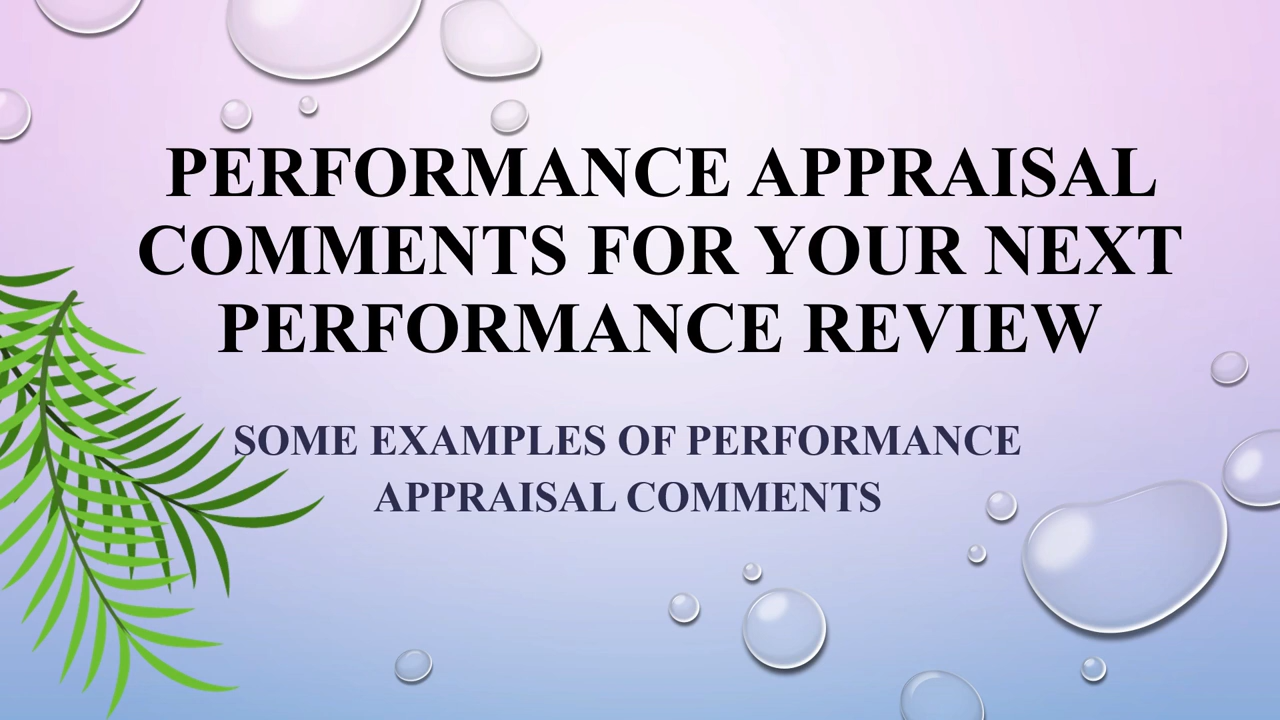 PERFORMANCE APPRAISAL
COMMENTS FOR YOUR NEXT
PERFORMANCE REVIEW
SOME EXAMPLES OF PERFORMANCE
APPRAISAL COMMENTS